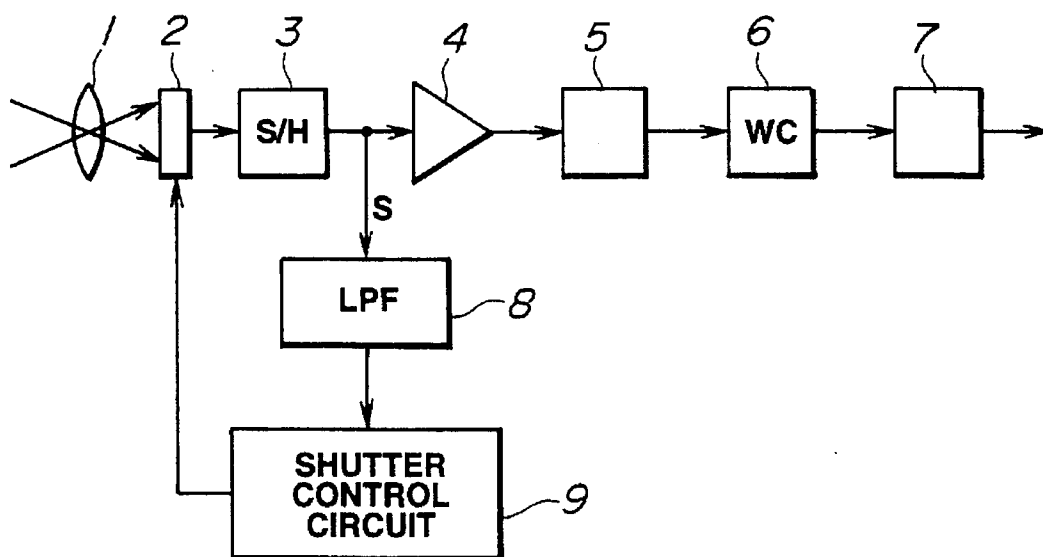 1 2 3 4 5 6 7
S/H WC
S
LPF
8
SHUTTER
CONTROL
CIRCUIT
9